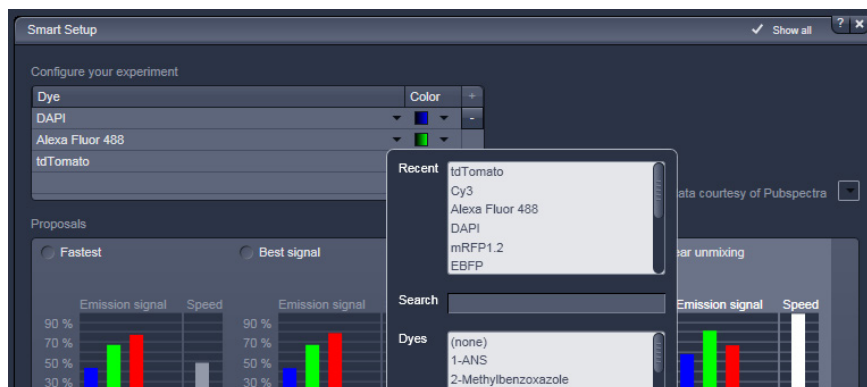 Smart Setup
Show all
? x
Configure your experiment
Dye Color +
DAPI -
Alexa Fluor 488
tdTomato
Recent
tdTomato
Cy3
Alexa Fluor 488
DAPI
mRFP1.2
EBFP
ata courtesy of Pubspectra
Proposals
Fastest
Best signal
ear unmixing
Search
Emission signal Speed
Emission signal
Emission signal Speed
90 %
70 %
50 %
30 %
90 %
70 %
50 %
30 %
Dyes
(none)
1-ANS
2-Methylbenzoxazole